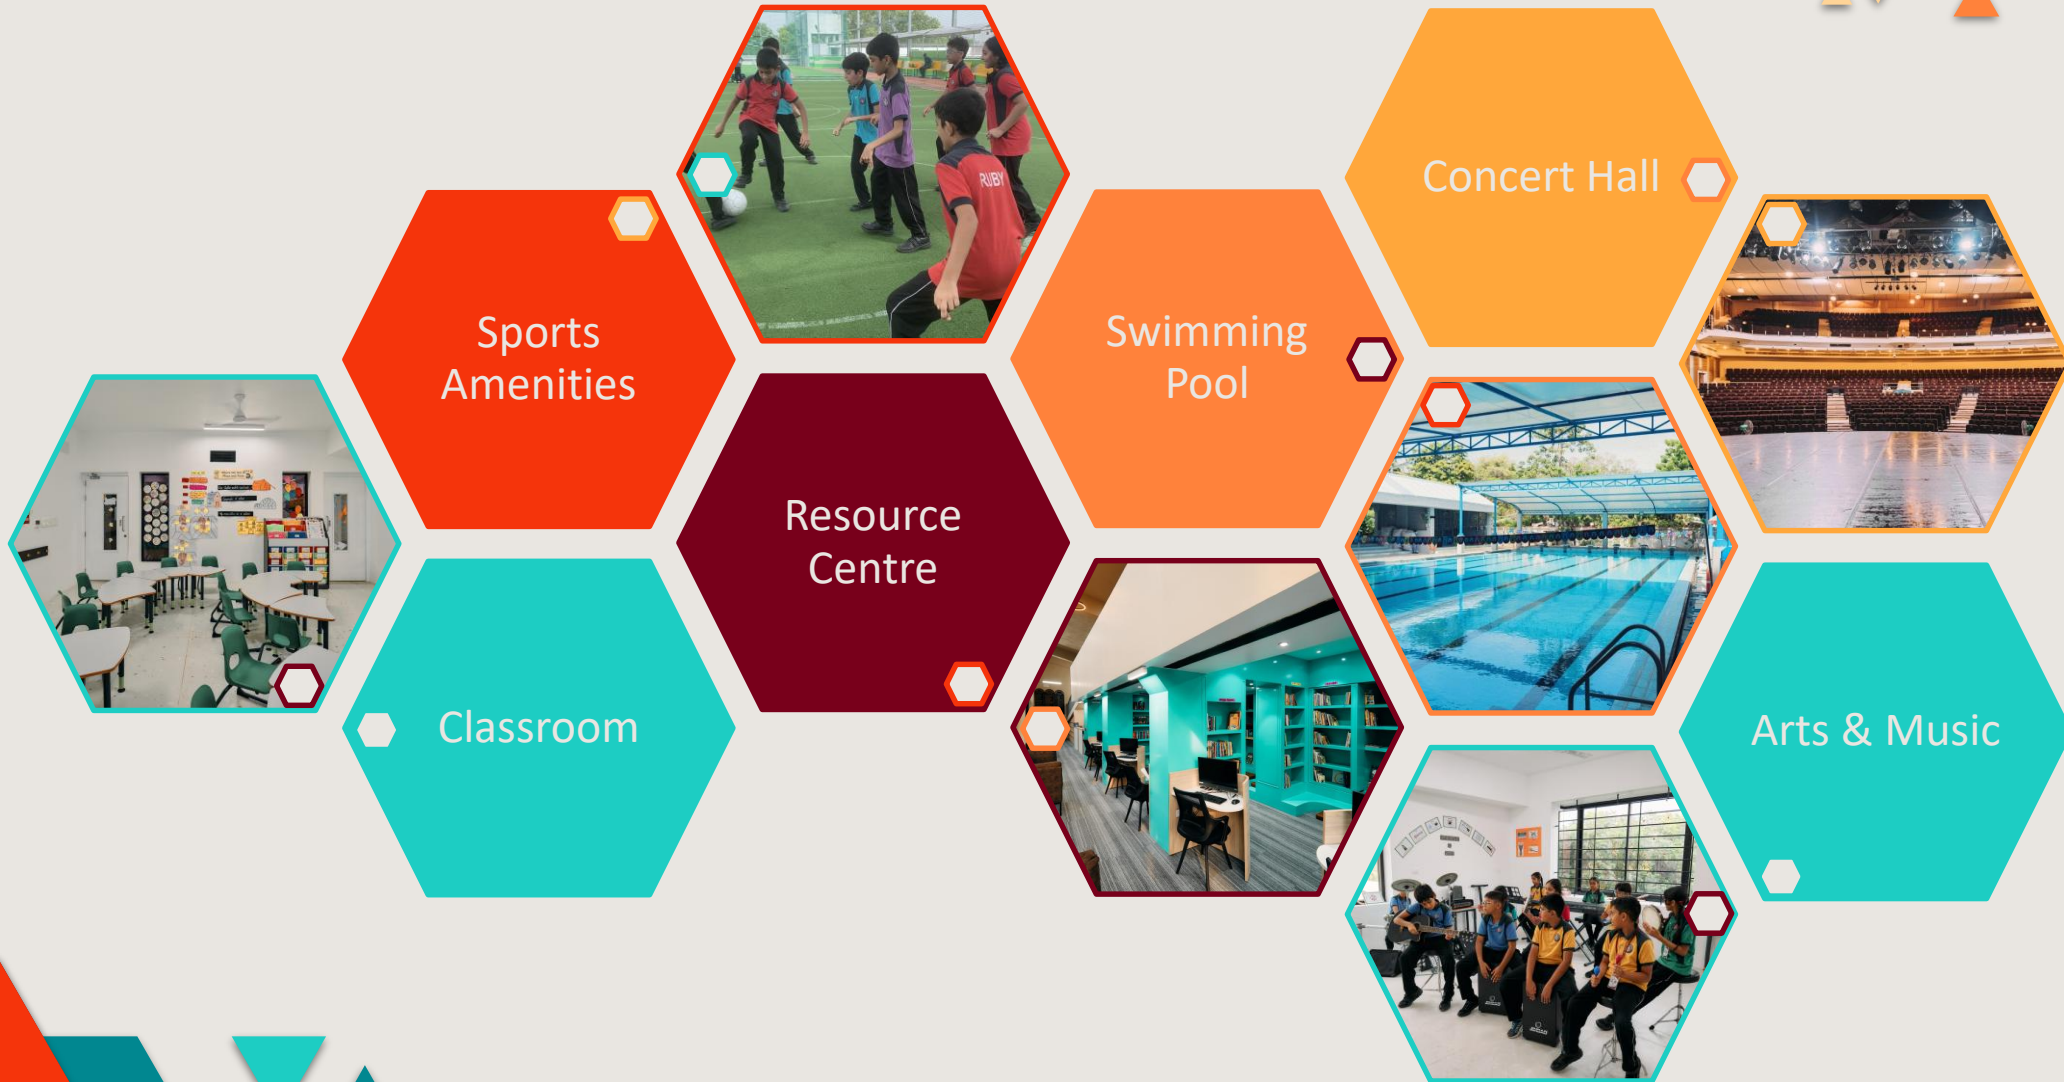 Concert Hall
Sports
Amenities
Swimming
Pool
Resource
Centre
Classroom
Arts & Music
RUBY